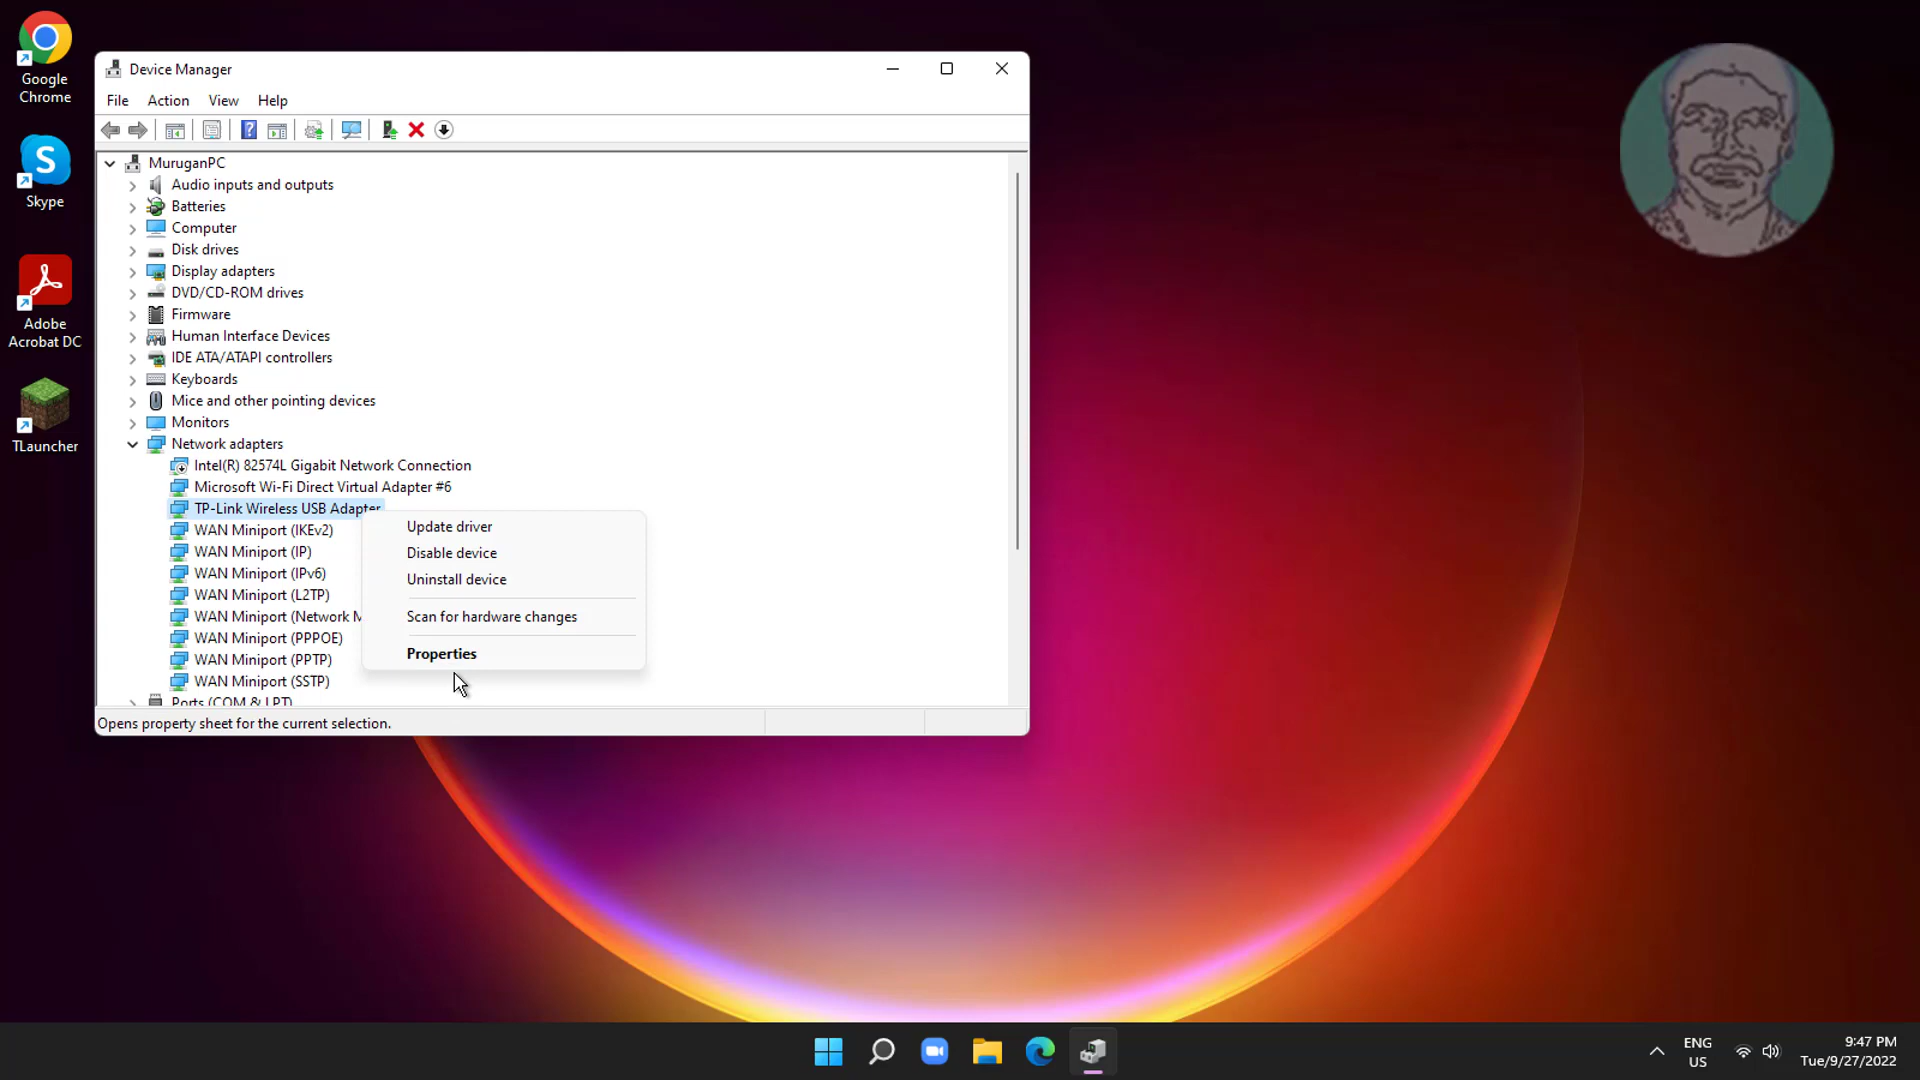 Google
Chrome
Skype
Adobe
Acrobat DC
TLauncher
Device Manager
File Action View Help
MuruganPC
Audio inputs and outputs
Batteries
Computer
Disk drives
Display adapters
DVD/CD-ROM drives
Firmware
Human Interface Devices
IDE ATA/ATAPI controllers
Keyboards
Mice and other pointing devices
Monitors
Network adapters
Intel(R) 82574L Gigabit Network Connection
Microsoft Wi-Fi Direct Virtual Adapter #6
TP-Link Wireless USB Adapter
WAN Miniport (IKEv2)
WAN Miniport (IP)
WAN Miniport (IPv6)
WAN Miniport (L2TP)
WAN Miniport (Network M
WAN Miniport (PPPOE)
WAN Miniport (PPTP)
WAN Miniport (SSTP)
Ports (COM & LPT)
Update driver
Disable device
Uninstall device
Scan for hardware changes
Properties
Opens property sheet for the current selection.
ENG
US
9:47 PM
Tue/9/27/2022